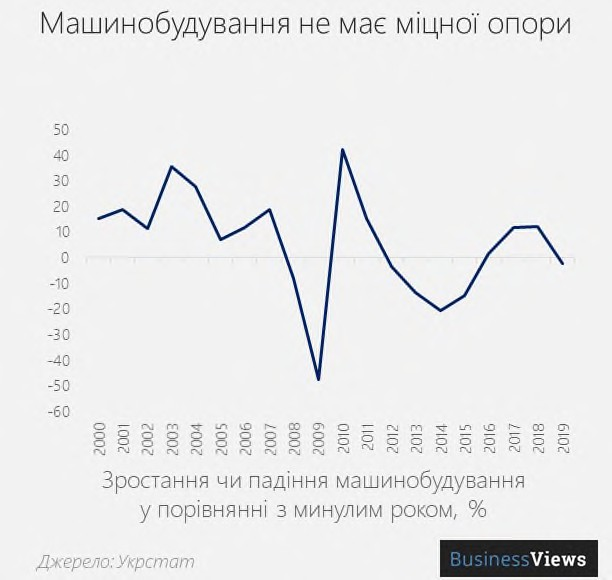 Машинобудування не має міцної опори
50
40
30
20
10
0
-10
-20
-30
-40
-50
-60
2000 2001 2002 2003 2004 2005 2006 2007 2008 2009 2010 2011 2012 2013 2014 2015 2016 2017 2018 2019
Зростання чи падіння машинобудування
у порівнянні з минулим роком, %
Джерело: Укрстат
BusinessViews